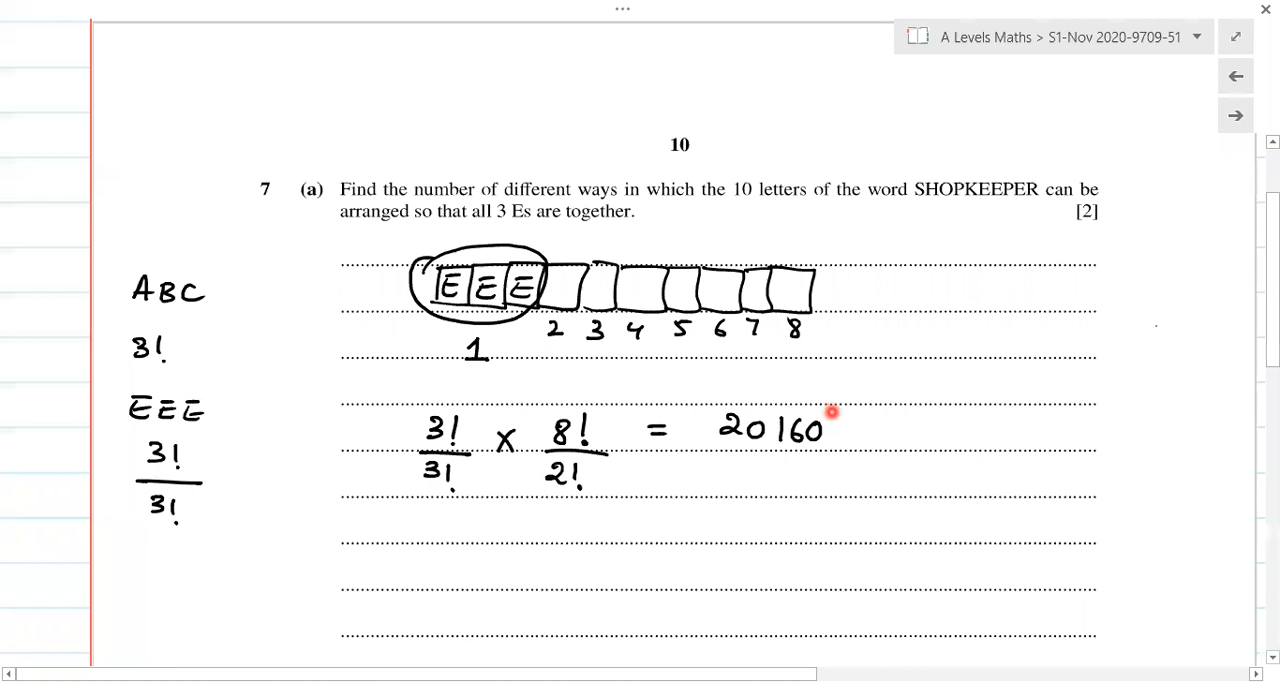 A Levels Maths > S1-Nov 2020-9709-51
10
7 (a) Find the number of different ways in which the 10 letters of the word SHOPKEEPER can be
arranged so that all 3 Es are together. [2]
ABC
E E E
2 3 4 5 6 7 8
3!
1
EEE
3!/3! × 8!/2! = 20160
3!/3!